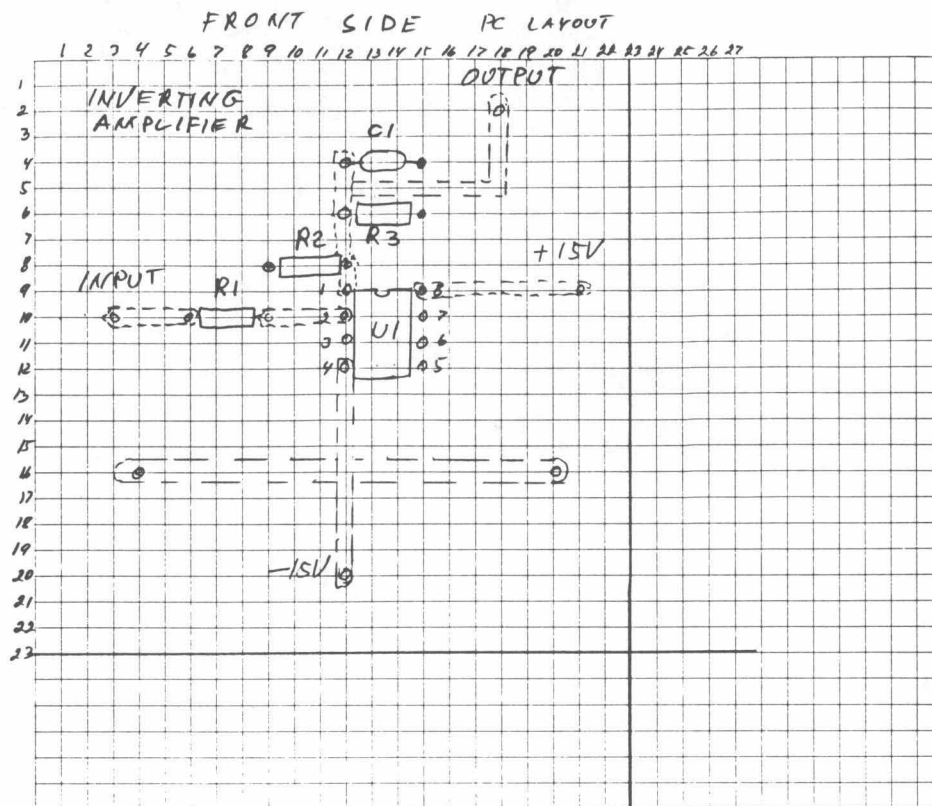 FRONT SIDE PC LAYOUT
1 2 3 4 5 6 7 8 9 10 11 12 13 14 15 16 17 18 19 20 21 22 23 24 25 26 27
OUTPUT
1
INVERTING
2
AMPLIFIER
3
C1
4
5
6
R2 R3
7
+15V
8
INPUT R1
9 1 8
10 2 U1 7
11 3 6
12 4 5
13
14
15
16
17
18
19
20 -15V
21
22
23